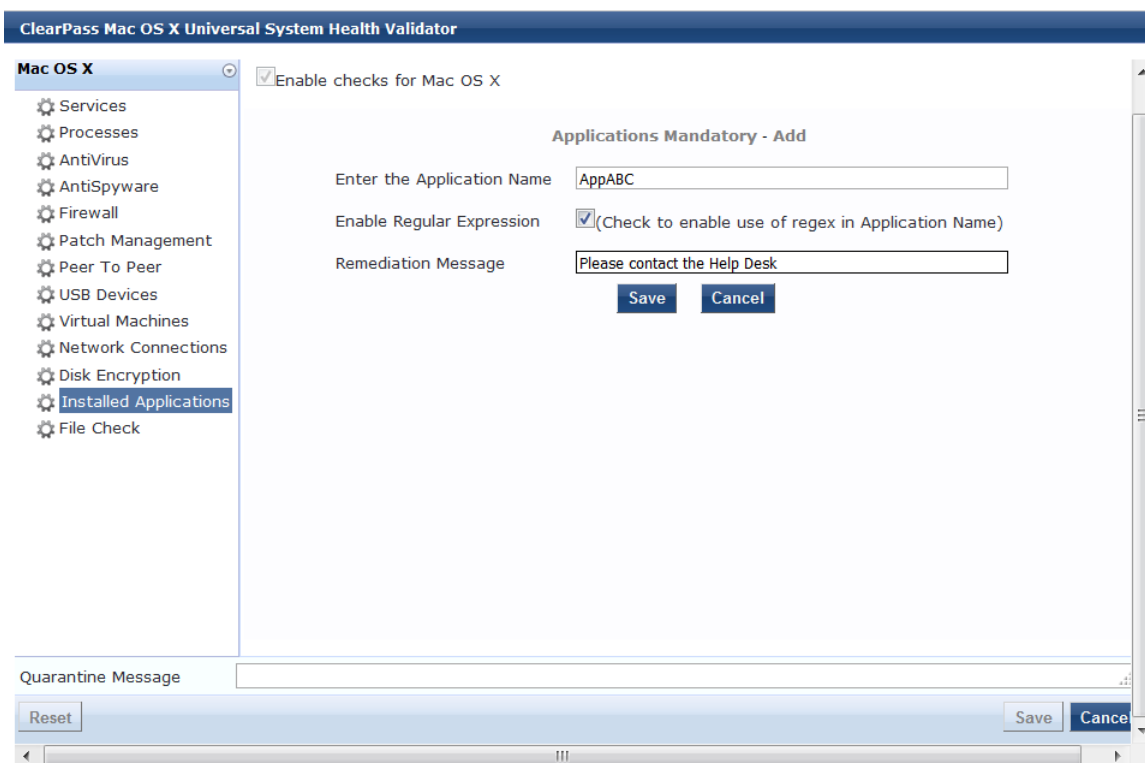 ClearPass Mac OS X Universal System Health Validator
Mac OS X
Services
Processes
AntiVirus
AntiSpyware
Firewall
Patch Management
Peer To Peer
USB Devices
Virtual Machines
Network Connections
Disk Encryption
Installed Applications
File Check
Enable checks for Mac OS X
Applications Mandatory - Add
Enter the Application Name AppABC
Enable Regular Expression (Check to enable use of regex in Application Name)
Remediation Message Please contact the Help Desk
Save Cancel
Quarantine Message
Reset Save Cancel